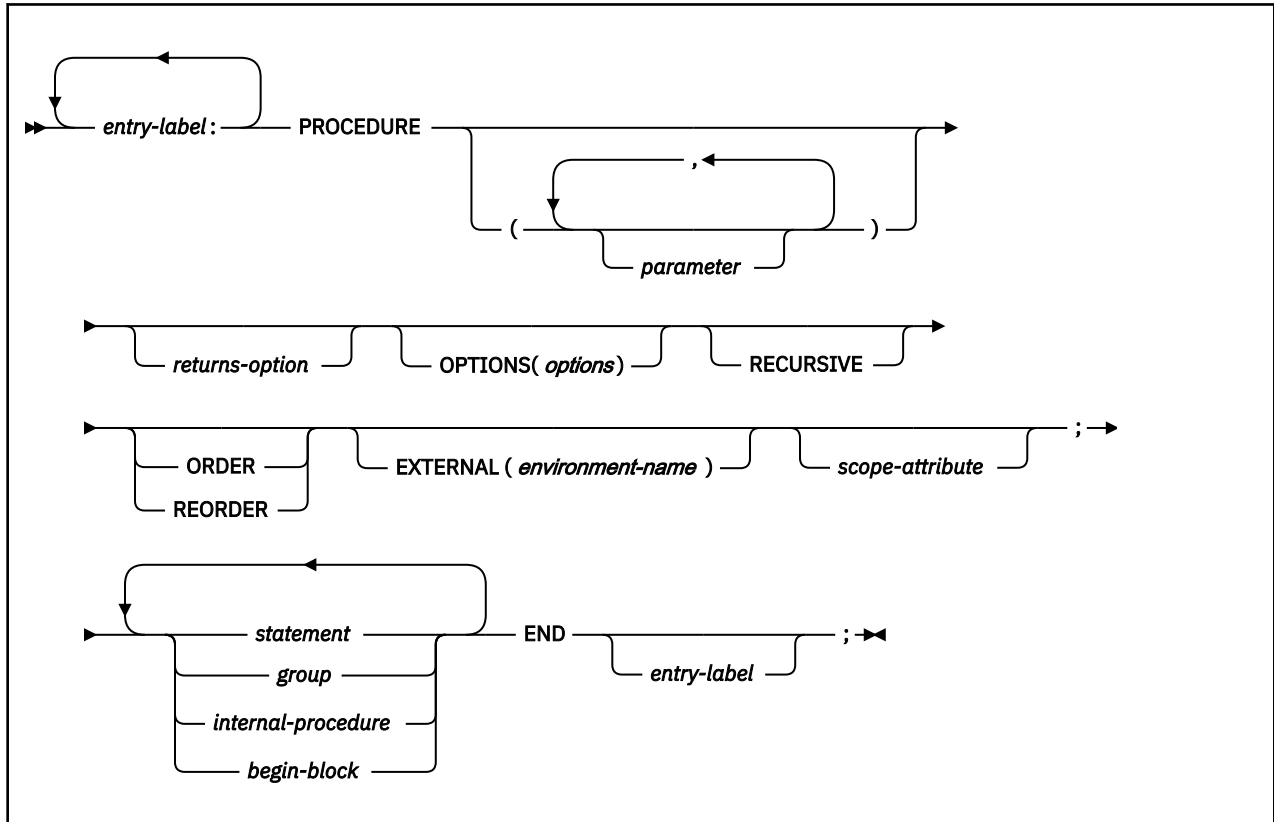 entry-label: PROCEDURE
,
( )
parameter
returns-option OPTIONS( options) RECURSIVE
;
ORDER EXTERNAL ( environment-name ) scope-attribute
REORDER
statement END ;
group entry-label
internal-procedure
begin-block